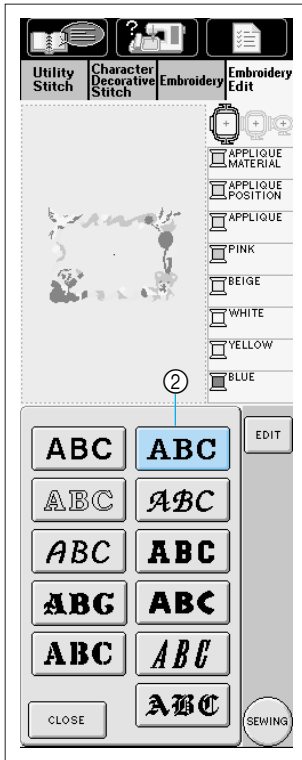 Utility
Stitch
Character
Decorative
Stitch
Embroidery
Embroidery
Edit
APPLIQUE
MATERIAL
APPLIQUE
POSITION
APPLIQUE
PINK
BEIGE
WHITE
YELLOW
BLUE
②
EDIT
ABC ABC
ABC ABC
ABC ABC
ABC ABC
ABC ABC
ABC
CLOSE
SEWING